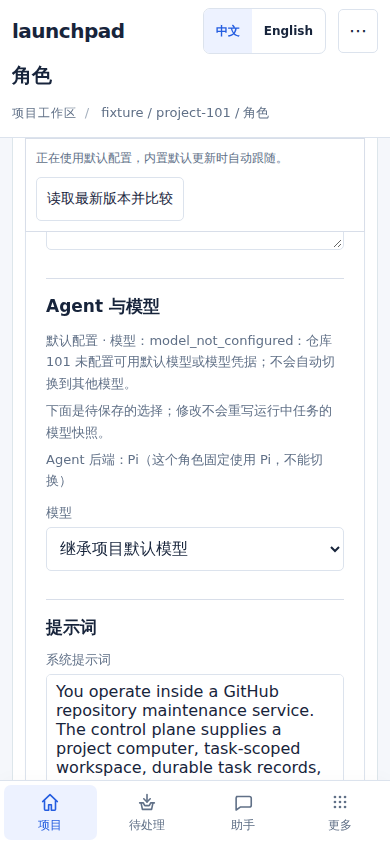 launchpad
中文
English
...
角色
项目工作区 / fixture / project-101 / 角色
正在使用默认配置，内置默认更新时自动跟随。
读取最新版本并比较
Agent 与模型
默认配置 · 模型：model_not_configured：仓库
101 未配置可用默认模型或模型凭据；不会自动切
换到其他模型。
下面是待保存的选择；修改不会重写运行中任务的
模型快照。
Agent 后端：Pi（这个角色固定使用 Pi，不能切
换）
模型
继承项目默认模型
提示词
系统提示词
You operate inside a GitHub
repository maintenance service.
The control plane supplies a
project computer, task-scoped
workspace, durable task records,
项目
待处理
助手
更多